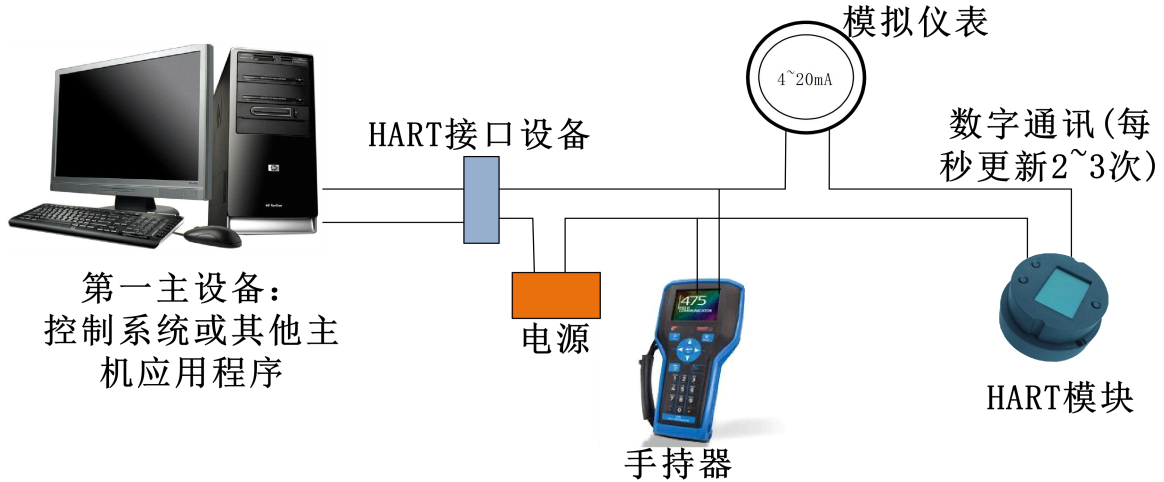 模拟仪表
4~20mA
数字通讯(每
秒更新2~3次)
HART接口设备
第一主设备：
控制系统或其他主
机应用程序
电源
475
手持器
HART模块